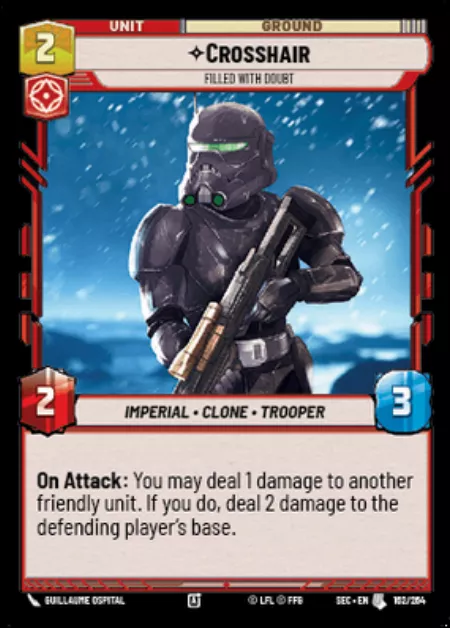 UNIT
GROUND
2
CROSSHAIR
FILLED WITH DOUBT
2
IMPERIAL • CLONE • TROOPER
3
On Attack: You may deal 1 damage to another
friendly unit. If you do, deal 2 damage to the
defending player's base.
GUILLAUME OSPITAL
A
© LFL © FFG
SEC • EN
162/264